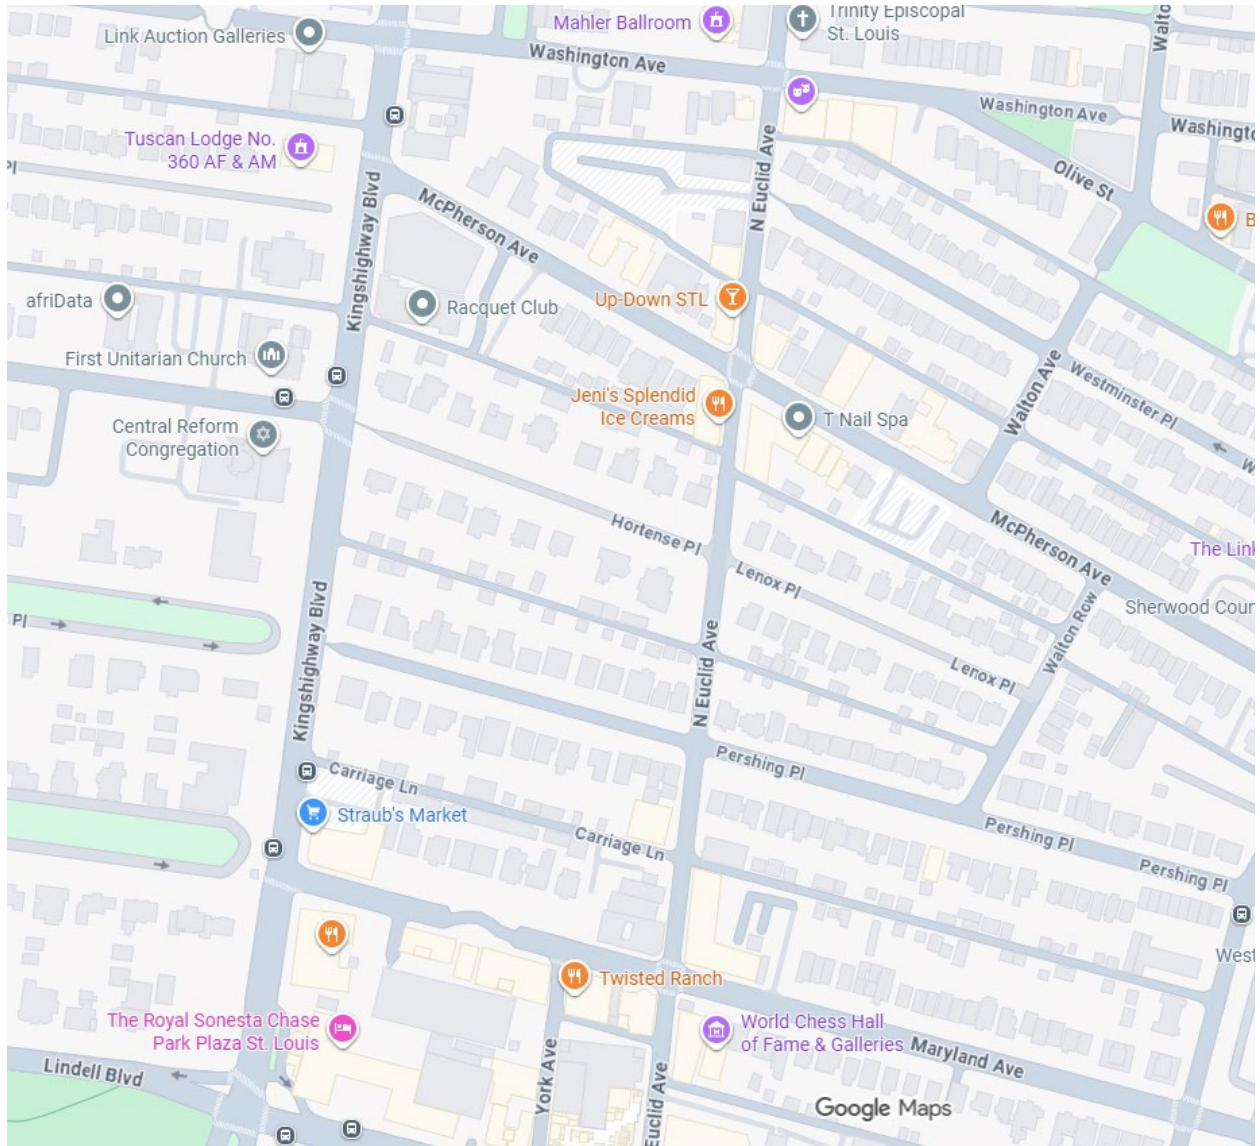 Mahler Ballroom
Trinity Episcopal
St. Louis
Link Auction Galleries
Washington Ave
Walto
Washington Ave
Washingto
Tuscan Lodge No.
360 AF & AM
Pl
N Euclid Ave
Olive St
McPherson Ave
B
Kingshighway Blvd
afriData
Racquet Club
Up-Down STL
First Unitarian Church
Jeni's Splendid
Ice Creams
T Nail Spa
Walton Ave
Westminster Pl
W
Central Reform
Congregation
Hortense Pl
McPherson Ave
The Link
Lenox Pl
Sherwood Cour
Pl
Walton Row
Kingshighway Blvd
N Euclid Ave
Lenox Pl
Pershing Pl
Carriage Ln
Straub's Market
Carriage Ln
Pershing Pl
Pershing Pl
West
Twisted Ranch
The Royal Sonesta Chase
Park Plaza St. Louis
World Chess Hall
of Fame & Galleries
Maryland Ave
Lindell Blvd
York Ave
Euclid Ave
Google Maps